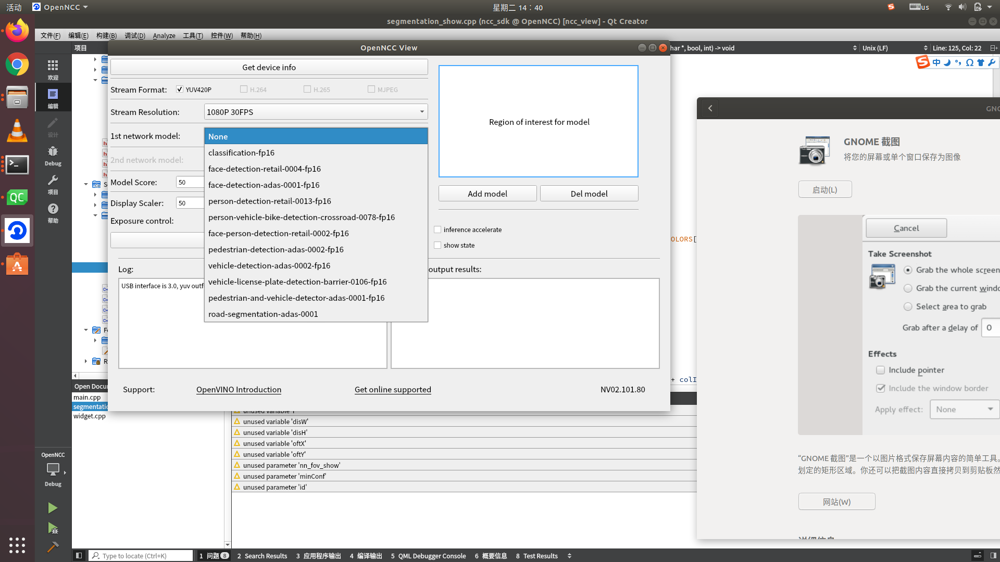 活动
OpenNCC
星期二 14：40
us
segmentation_show.cpp (ncc_sdk @ OpenNCC) [ncc_view] - Qt Creator
文件(F)
编辑(E)
构建(B)
调试(D)
Analyze
工具(T)
控件(W)
帮助(H)
项目
OpenNCC View
har *, bool, int) -> void
Unix (LF)
Line: 125, Col: 22
中
欢迎
编辑
设计
Debug
项目
帮助
Get device info
Stream Format:
YUV420P
H.264
H.265
MJPEG
Stream Resolution:
1080P 30FPS
1st network model:
2nd network model:
Model Score:
50
Display Scaler:
50
Exposure control:
None
classification-fp16
face-detection-retail-0004-fp16
face-detection-adas-0001-fp16
person-detection-retail-0013-fp16
person-vehicle-bike-detection-crossroad-0078-fp16
face-person-detection-retail-0002-fp16
pedestrian-detection-adas-0002-fp16
vehicle-detection-adas-0002-fp16
vehicle-license-plate-detection-barrier-0106-fp16
pedestrian-and-vehicle-detector-adas-0001-fp16
road-segmentation-adas-0001
Region of interest for model
Add model
Del model
inference accelerate
show state
Log:
output results:
USB interface is 3.0, yuv outf
Support:
OpenVINO Introduction
Get online supported
NV02.101.80
OLORS[
+ colI
Open Docu
main.cpp
segmentatio
widget.cpp
unused variable 'disW'
unused variable 'disH'
unused variable 'oftX'
unused variable 'oftY'
unused parameter 'nn_fov_show'
unused parameter 'minConf'
unused parameter 'id'
OpenNCC
Debug
GNO
GNOME 截图
将您的屏幕或单个窗口保存为图像
启动(L)
Cancel
Take Screenshot
Grab the whole screen
Grab the current windo
Select area to grab
Grab after a delay of
0
Effects
Include pointer
Include the window border
Apply effect:
None
“GNOME 截图”是一个以图片格式保存屏幕内容的简单工具。
划定的矩形区域。你还可以把截图内容直接拷贝到剪贴板然
网站(W)
Type to locate (Ctrl+K)
1 问题 8
2 Search Results
3 应用程序输出
4 编译输出
5 QML Debugger Console
6 概要信息
8 Test Results